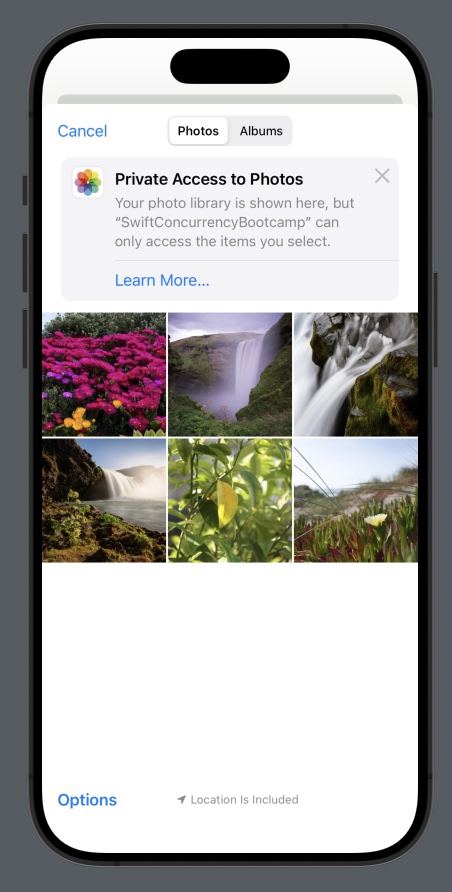 Cancel
Photos
Albums
Private Access to Photos
Your photo library is shown here, but
“SwiftConcurrencyBootcamp” can
only access the items you select.
Learn More...
Options
Location Is Included